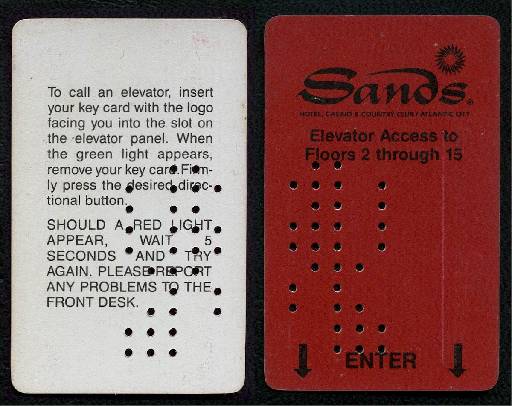 To call an elevator, insert
your key card with the logo
facing you into the slot on
the elevator panel. When
the green light appears,
remove your key card. Firm-
ly press the desired direc-
tional button.
SHOULD A RED LIGHT
APPEAR, WAIT 5
SECONDS AND TRY
AGAIN. PLEASE REPORT
ANY PROBLEMS TO THE
FRONT DESK.
Sands
HOTEL, CASINO & COUNTRY CLUB / ATLANTIC CITY
Elevator Access to
Floors 2 through 15
ENTER